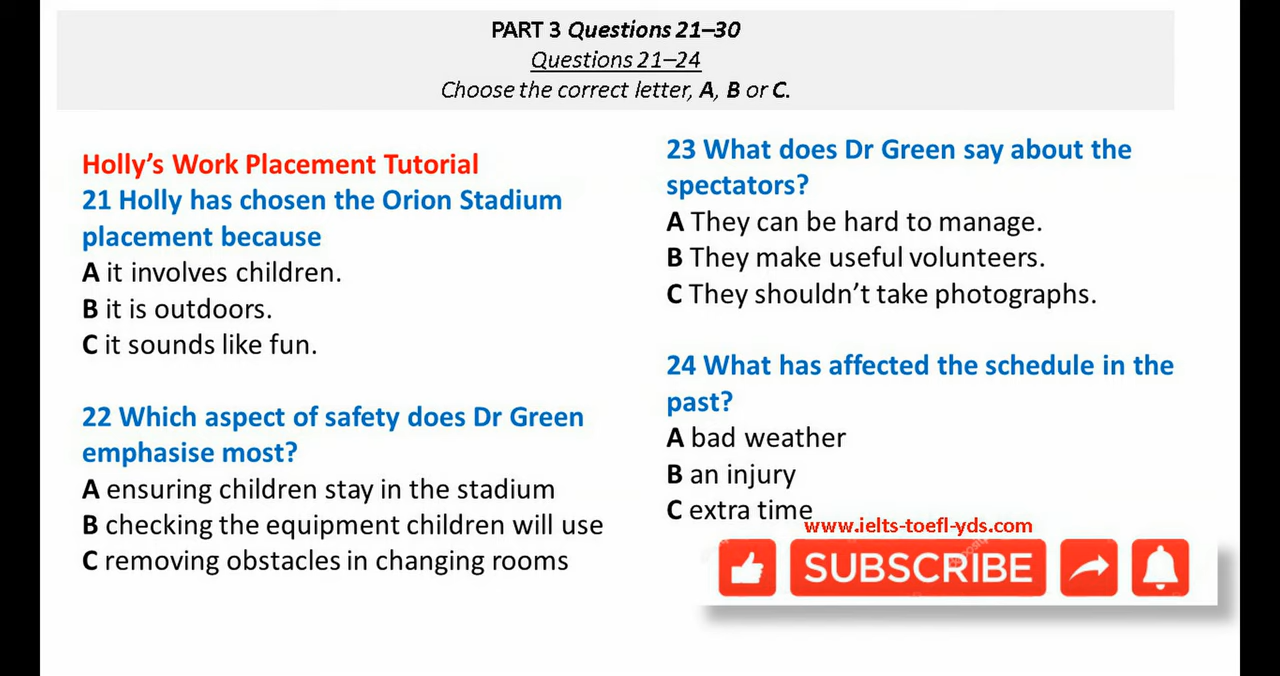 PART 3 Questions 21–30
Questions 21–24
Choose the correct letter, A, B or C.
Holly’s Work Placement Tutorial
21 Holly has chosen the Orion Stadium
placement because
A it involves children.
B it is outdoors.
C it sounds like fun.
22 Which aspect of safety does Dr Green
emphasise most?
A ensuring children stay in the stadium
B checking the equipment children will use
C removing obstacles in changing rooms
23 What does Dr Green say about the
spectators?
A They can be hard to manage.
B They make useful volunteers.
C They shouldn’t take photographs.
24 What has affected the schedule in the
past?
A bad weather
B an injury
C extra time
www.ielts-toefl-yds.com
SUBSCRIBE